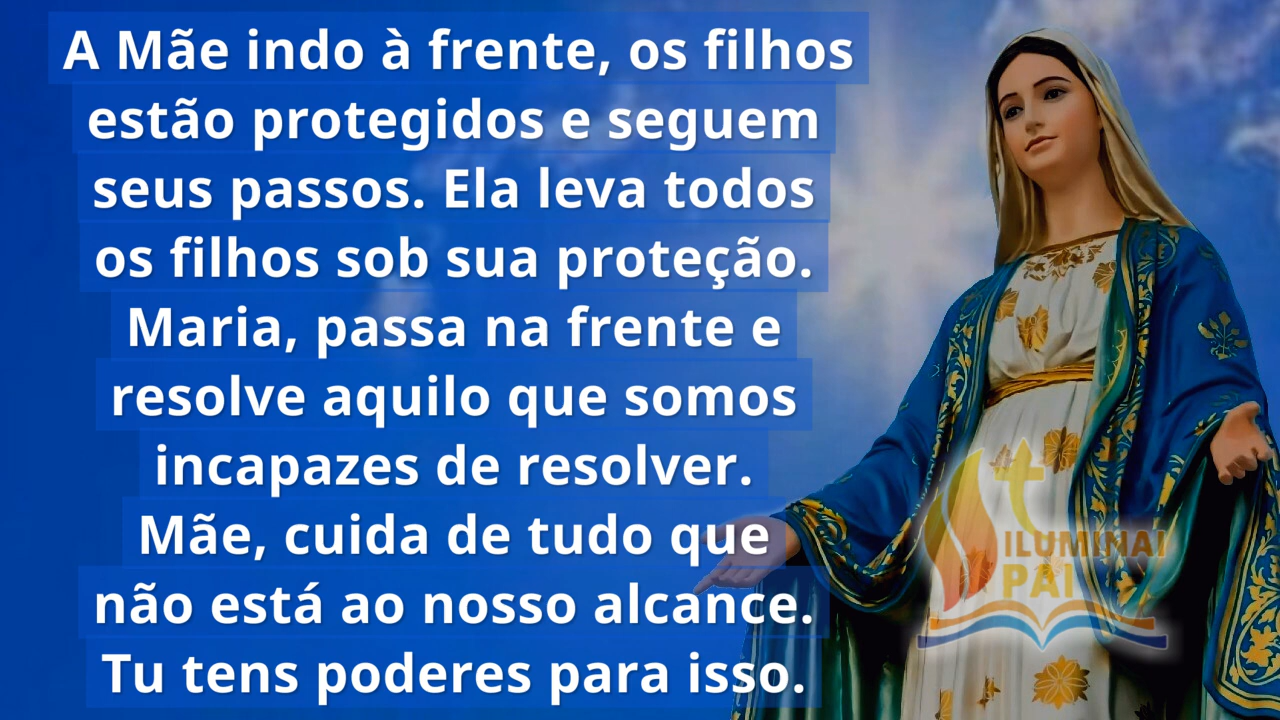 A Mãe indo à frente, os filhos
estão protegidos e seguem
seus passos. Ela leva todos
os filhos sob sua proteção.
Maria, passa na frente e
resolve aquilo que somos
incapazes de resolver.
Mãe, cuida de tudo que
não está ao nosso alcance.
Tu tens poderes para isso.
ILUMINAI
PAI